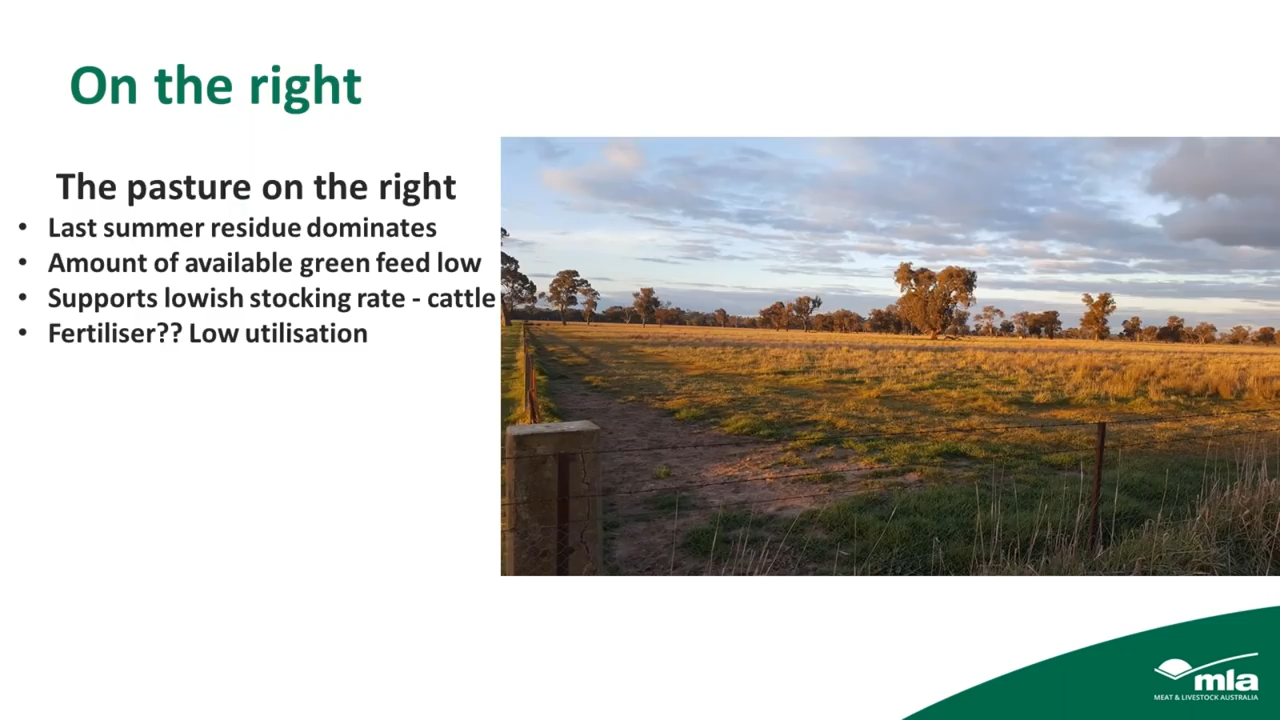 On the right
The pasture on the right
• Last summer residue dominates
• Amount of available green feed low
• Supports lowish stocking rate - cattle
• Fertiliser?? Low utilisation
mla
MEAT & LIVESTOCK AUSTRALIA